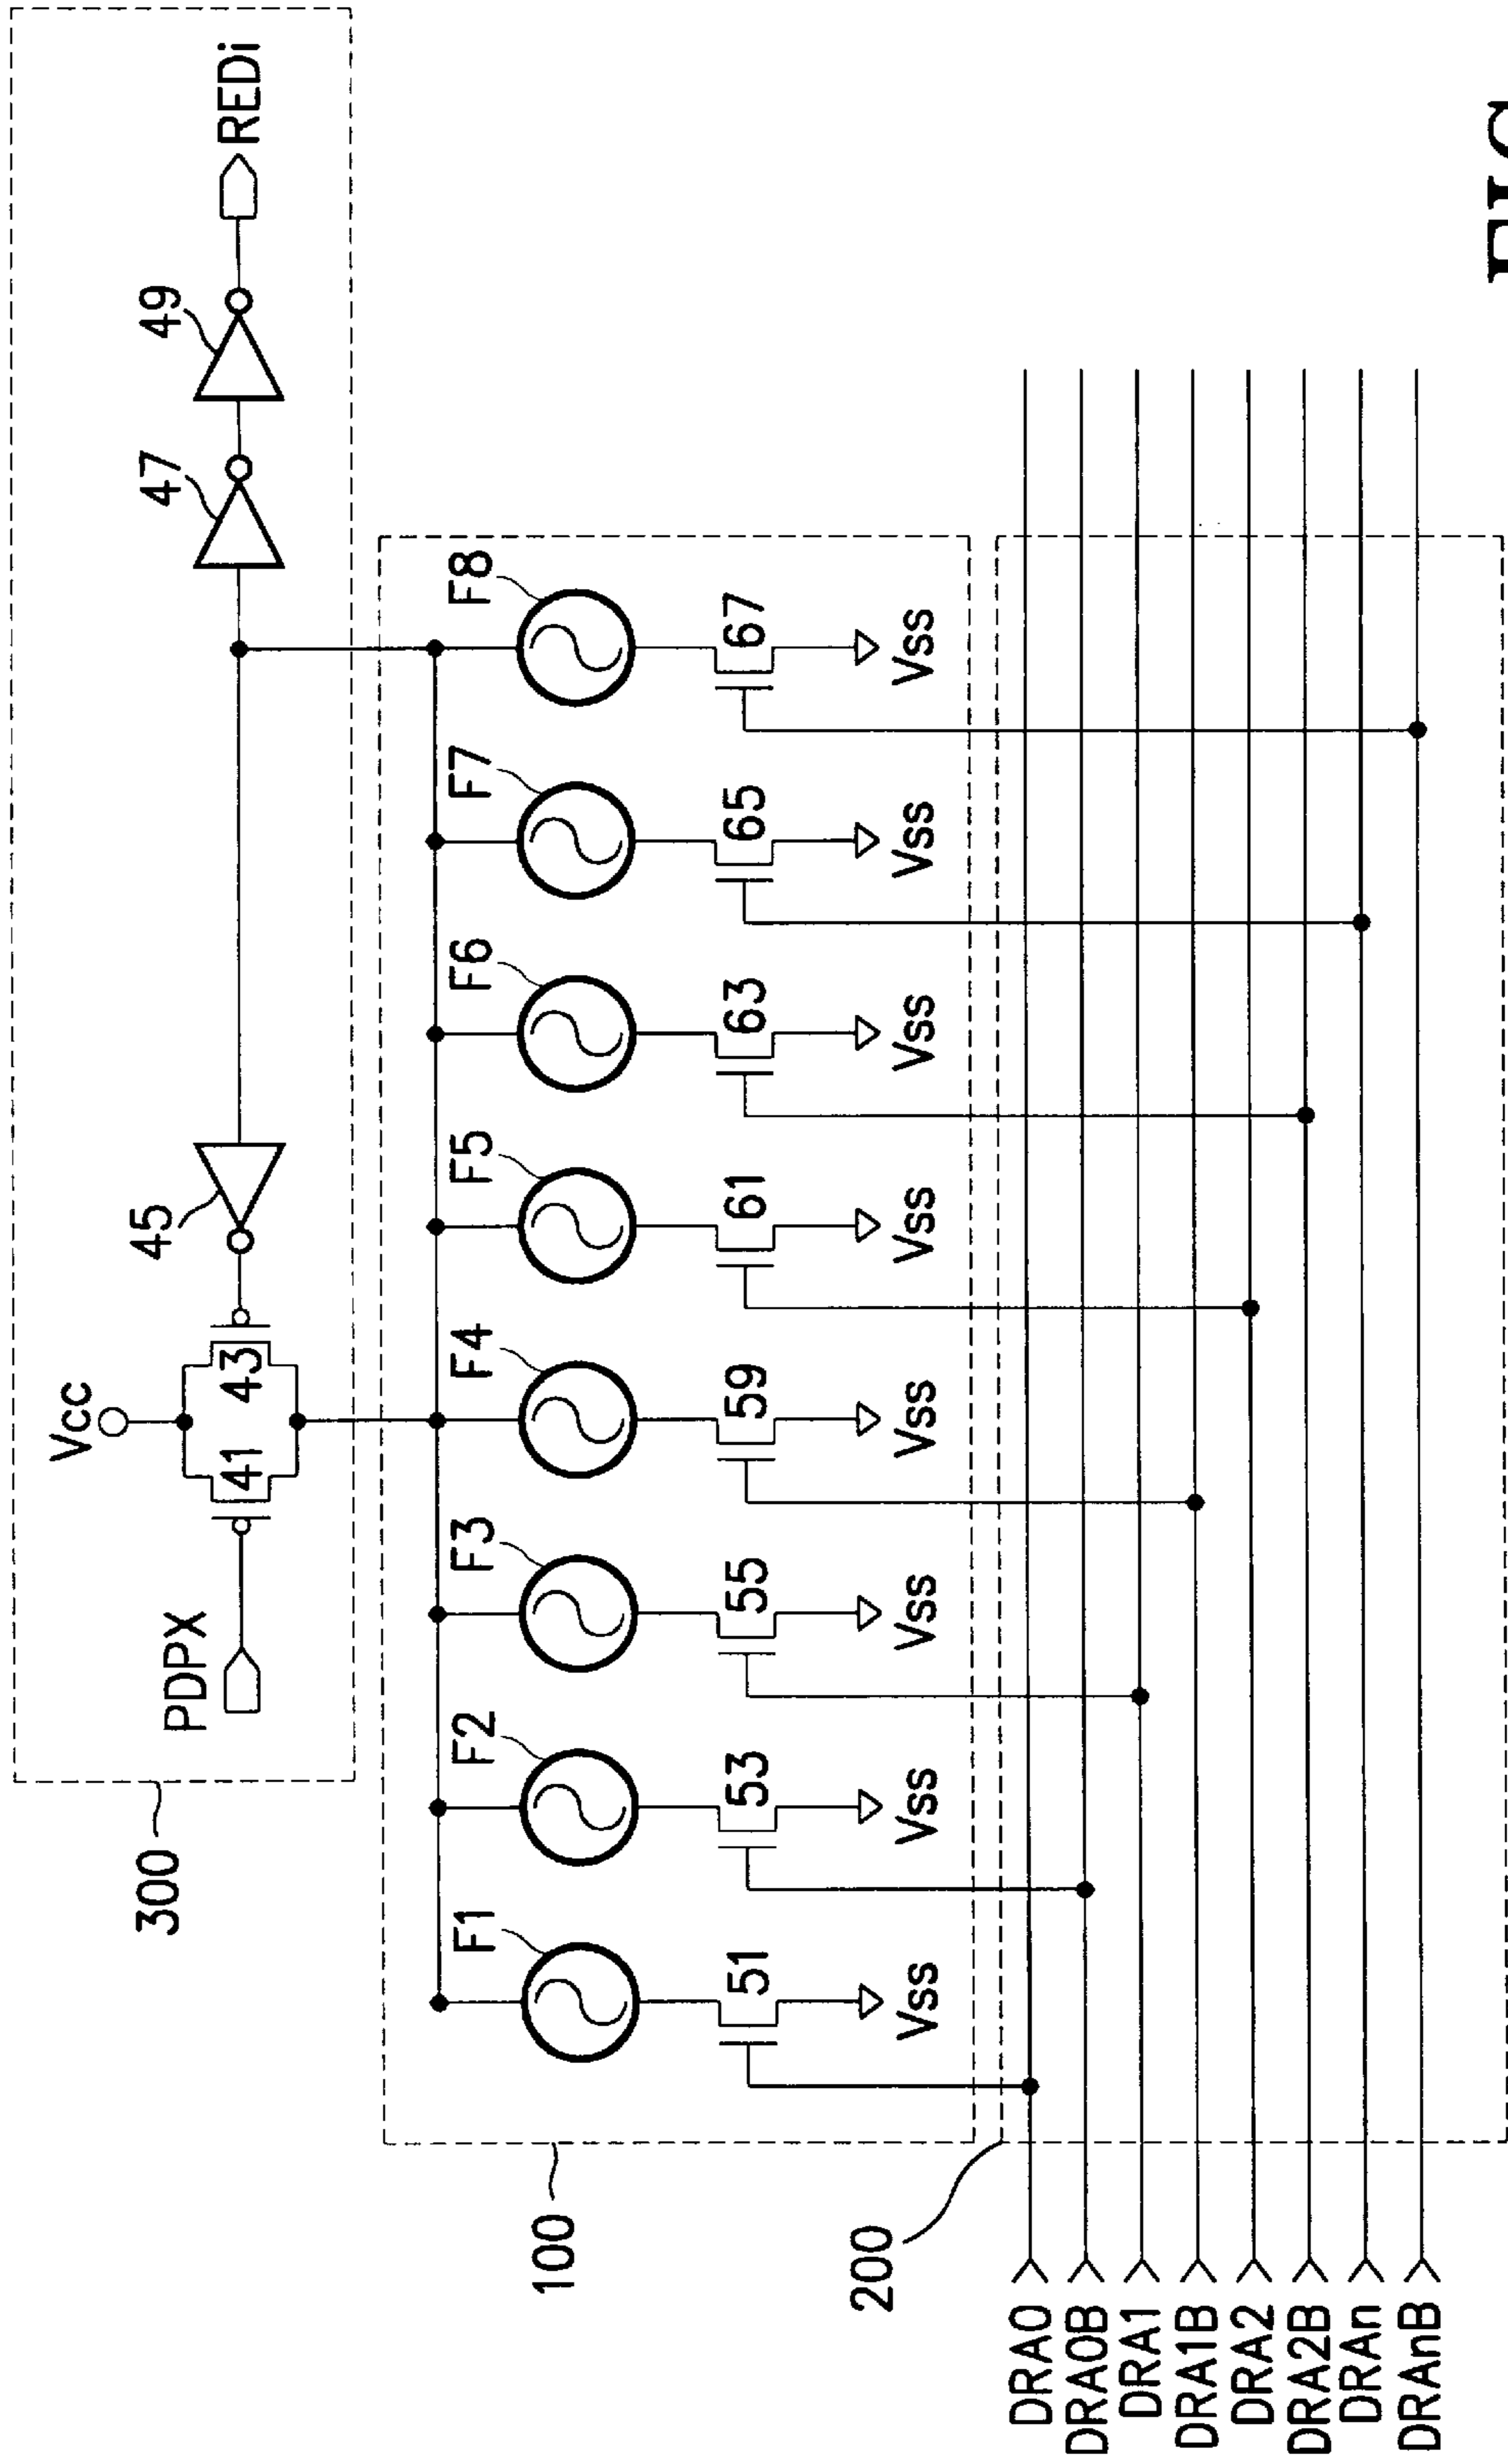 300
Vcc
PDPX
41
43
45
47
49
REDi
100
F1
F2
F3
F4
F5
F6
F7
F8
51
53
55
59
61
63
65
67
Vss
Vss
Vss
Vss
Vss
Vss
Vss
Vss
200
DRA0
DRA0B
DRA1
DRA1B
DRA2
DRA2B
DRAn
DRAnB